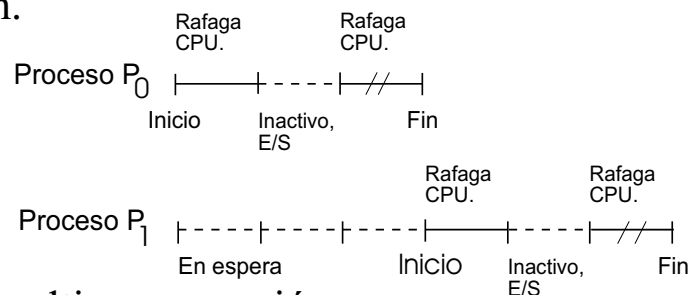 n.
Rafaga Rafaga
CPU. CPU.
Proceso P0
Inicio Inactivo, Fin
E/S
Rafaga Rafaga
CPU. CPU.
Proceso P1
En espera Inicio Inactivo, Fin
E/S